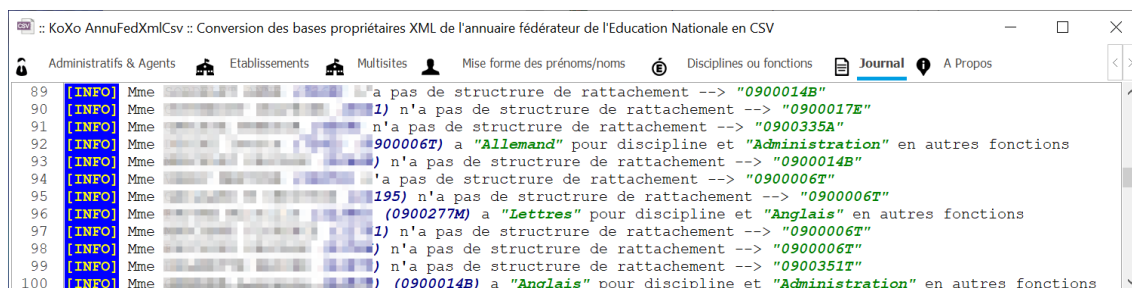 CSV :: KoXo AnnuFedXmlCsv :: Conversion des bases propriétaires XML de l'annuaire fédérateur de l'Education Nationale en CSV
Administratifs & Agents Etablissements Multisites Mise forme des prénoms/noms É Disciplines ou fonctions Journal A Propos
89 [INFO] Mme 'a pas de structrure de rattachement --> "0900014B"
90 [INFO] Mme 1) n'a pas de structrure de rattachement --> "0900017E"
91 [INFO] Mme n'a pas de structrure de rattachement --> "0900335A"
92 [INFO] Mme 900006T) a "Allemand" pour discipline et "Administration" en autres fonctions
93 [INFO] Mme ) n'a pas de structrure de rattachement --> "0900014B"
94 [INFO] Mme 'a pas de structrure de rattachement --> "0900006T"
95 [INFO] Mme 195) n'a pas de structrure de rattachement --> "0900006T"
96 [INFO] Mme (0900277M) a "Lettres" pour discipline et "Anglais" en autres fonctions
97 [INFO] Mme 1) n'a pas de structrure de rattachement --> "0900006T"
98 [INFO] Mme ) n'a pas de structrure de rattachement --> "0900006T"
99 [INFO] Mme ) n'a pas de structrure de rattachement --> "0900351T"
100 [INFO] Mme ) (0900014B) a "Anglais" pour discipline et "Administration" en autres fonctions